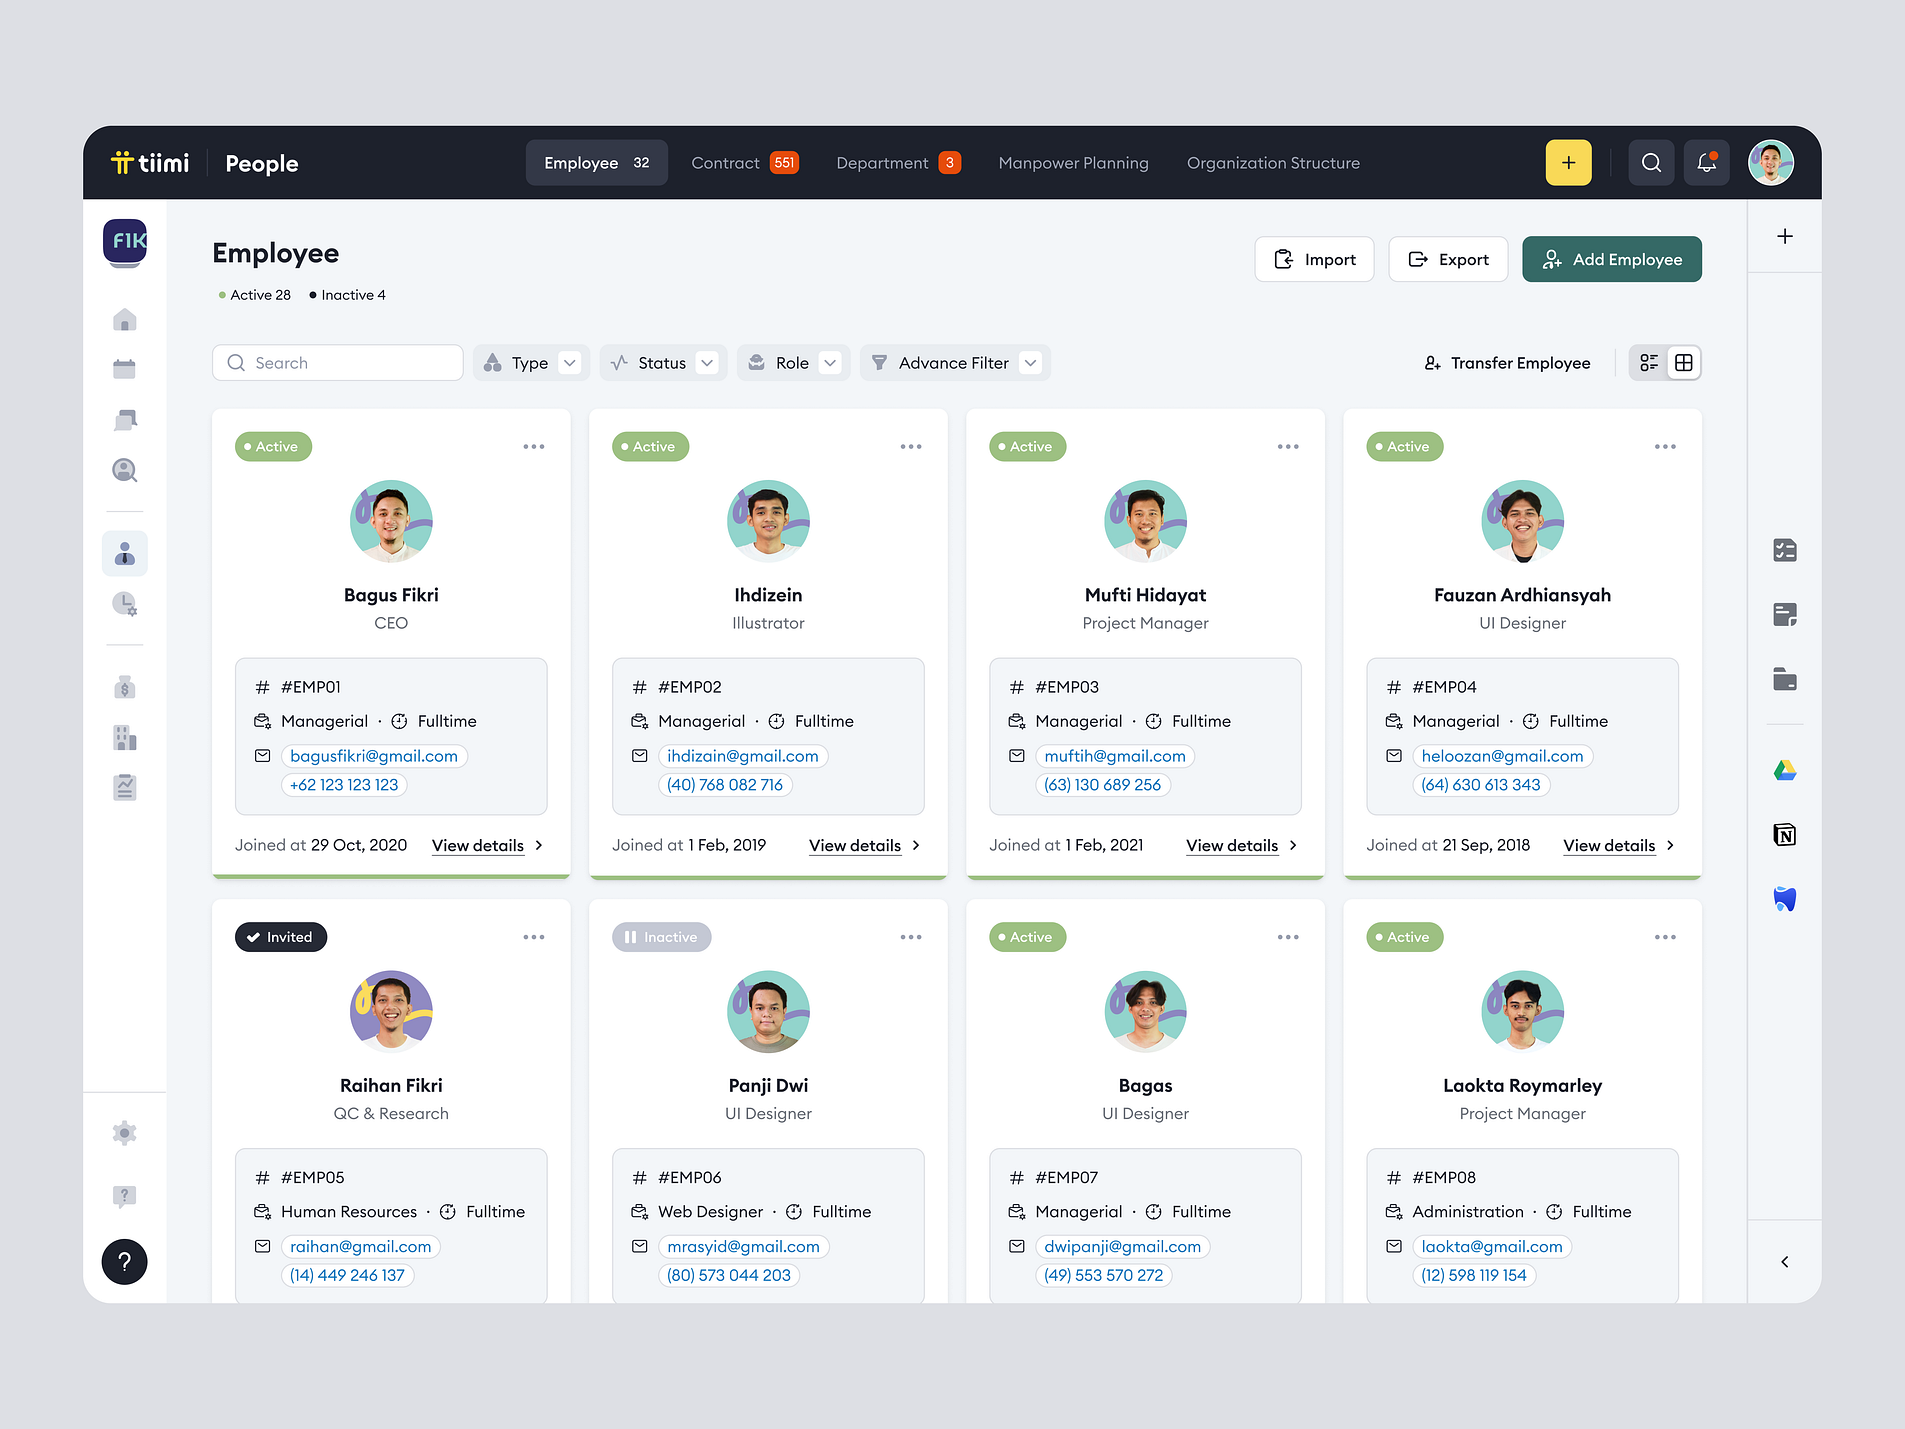 tiimi People Employee 32 Contract 551 Department 3 Manpower Planning Organization Structure
F1K
Employee
Import Export Add Employee
Active 28 Inactive 4
Search Type Status Role Advance Filter Transfer Employee
Active
Bagus Fikri
CEO
#EMP01
Managerial · Fulltime
bagusfikri@gmail.com
+62 123 123 123
Joined at 29 Oct, 2020 View details
Active
Ihdizein
Illustrator
#EMP02
Managerial · Fulltime
ihdizain@gmail.com
(40) 768 082 716
Joined at 1 Feb, 2019 View details
Active
Mufti Hidayat
Project Manager
#EMP03
Managerial · Fulltime
muftih@gmail.com
(63) 130 689 256
Joined at 1 Feb, 2021 View details
Active
Fauzan Ardhiansyah
UI Designer
#EMP04
Managerial · Fulltime
heloozan@gmail.com
(64) 630 613 343
Joined at 21 Sep, 2018 View details
Invited
Raihan Fikri
QC & Research
#EMP05
Human Resources · Fulltime
raihan@gmail.com
(14) 449 246 137
Inactive
Panji Dwi
UI Designer
#EMP06
Web Designer · Fulltime
mrasyid@gmail.com
(80) 573 044 203
Active
Bagas
UI Designer
#EMP07
Managerial · Fulltime
dwipanji@gmail.com
(49) 553 570 272
Active
Laokta Roymarley
Project Manager
#EMP08
Administration · Fulltime
laokta@gmail.com
(12) 598 119 154